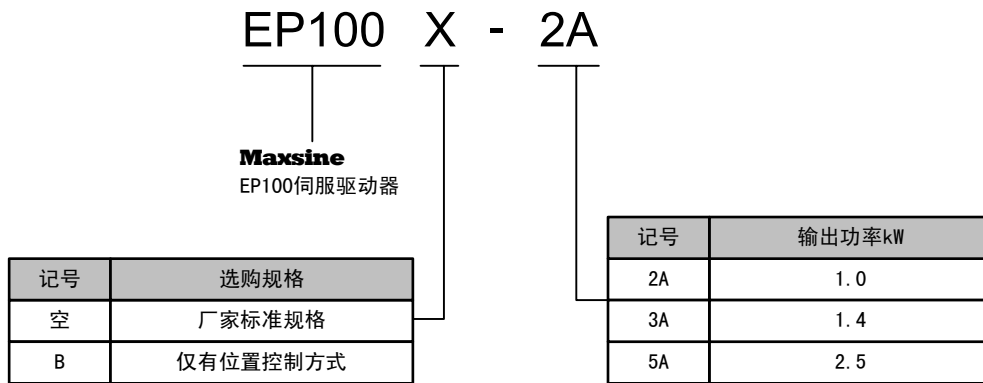 EP100 X - 2A
Maxsine
EP100伺服驱动器
记号 选购规格
空 厂家标准规格
B 仅有位置控制方式
记号 输出功率kW
2A 1.0
3A 1.4
5A 2.5